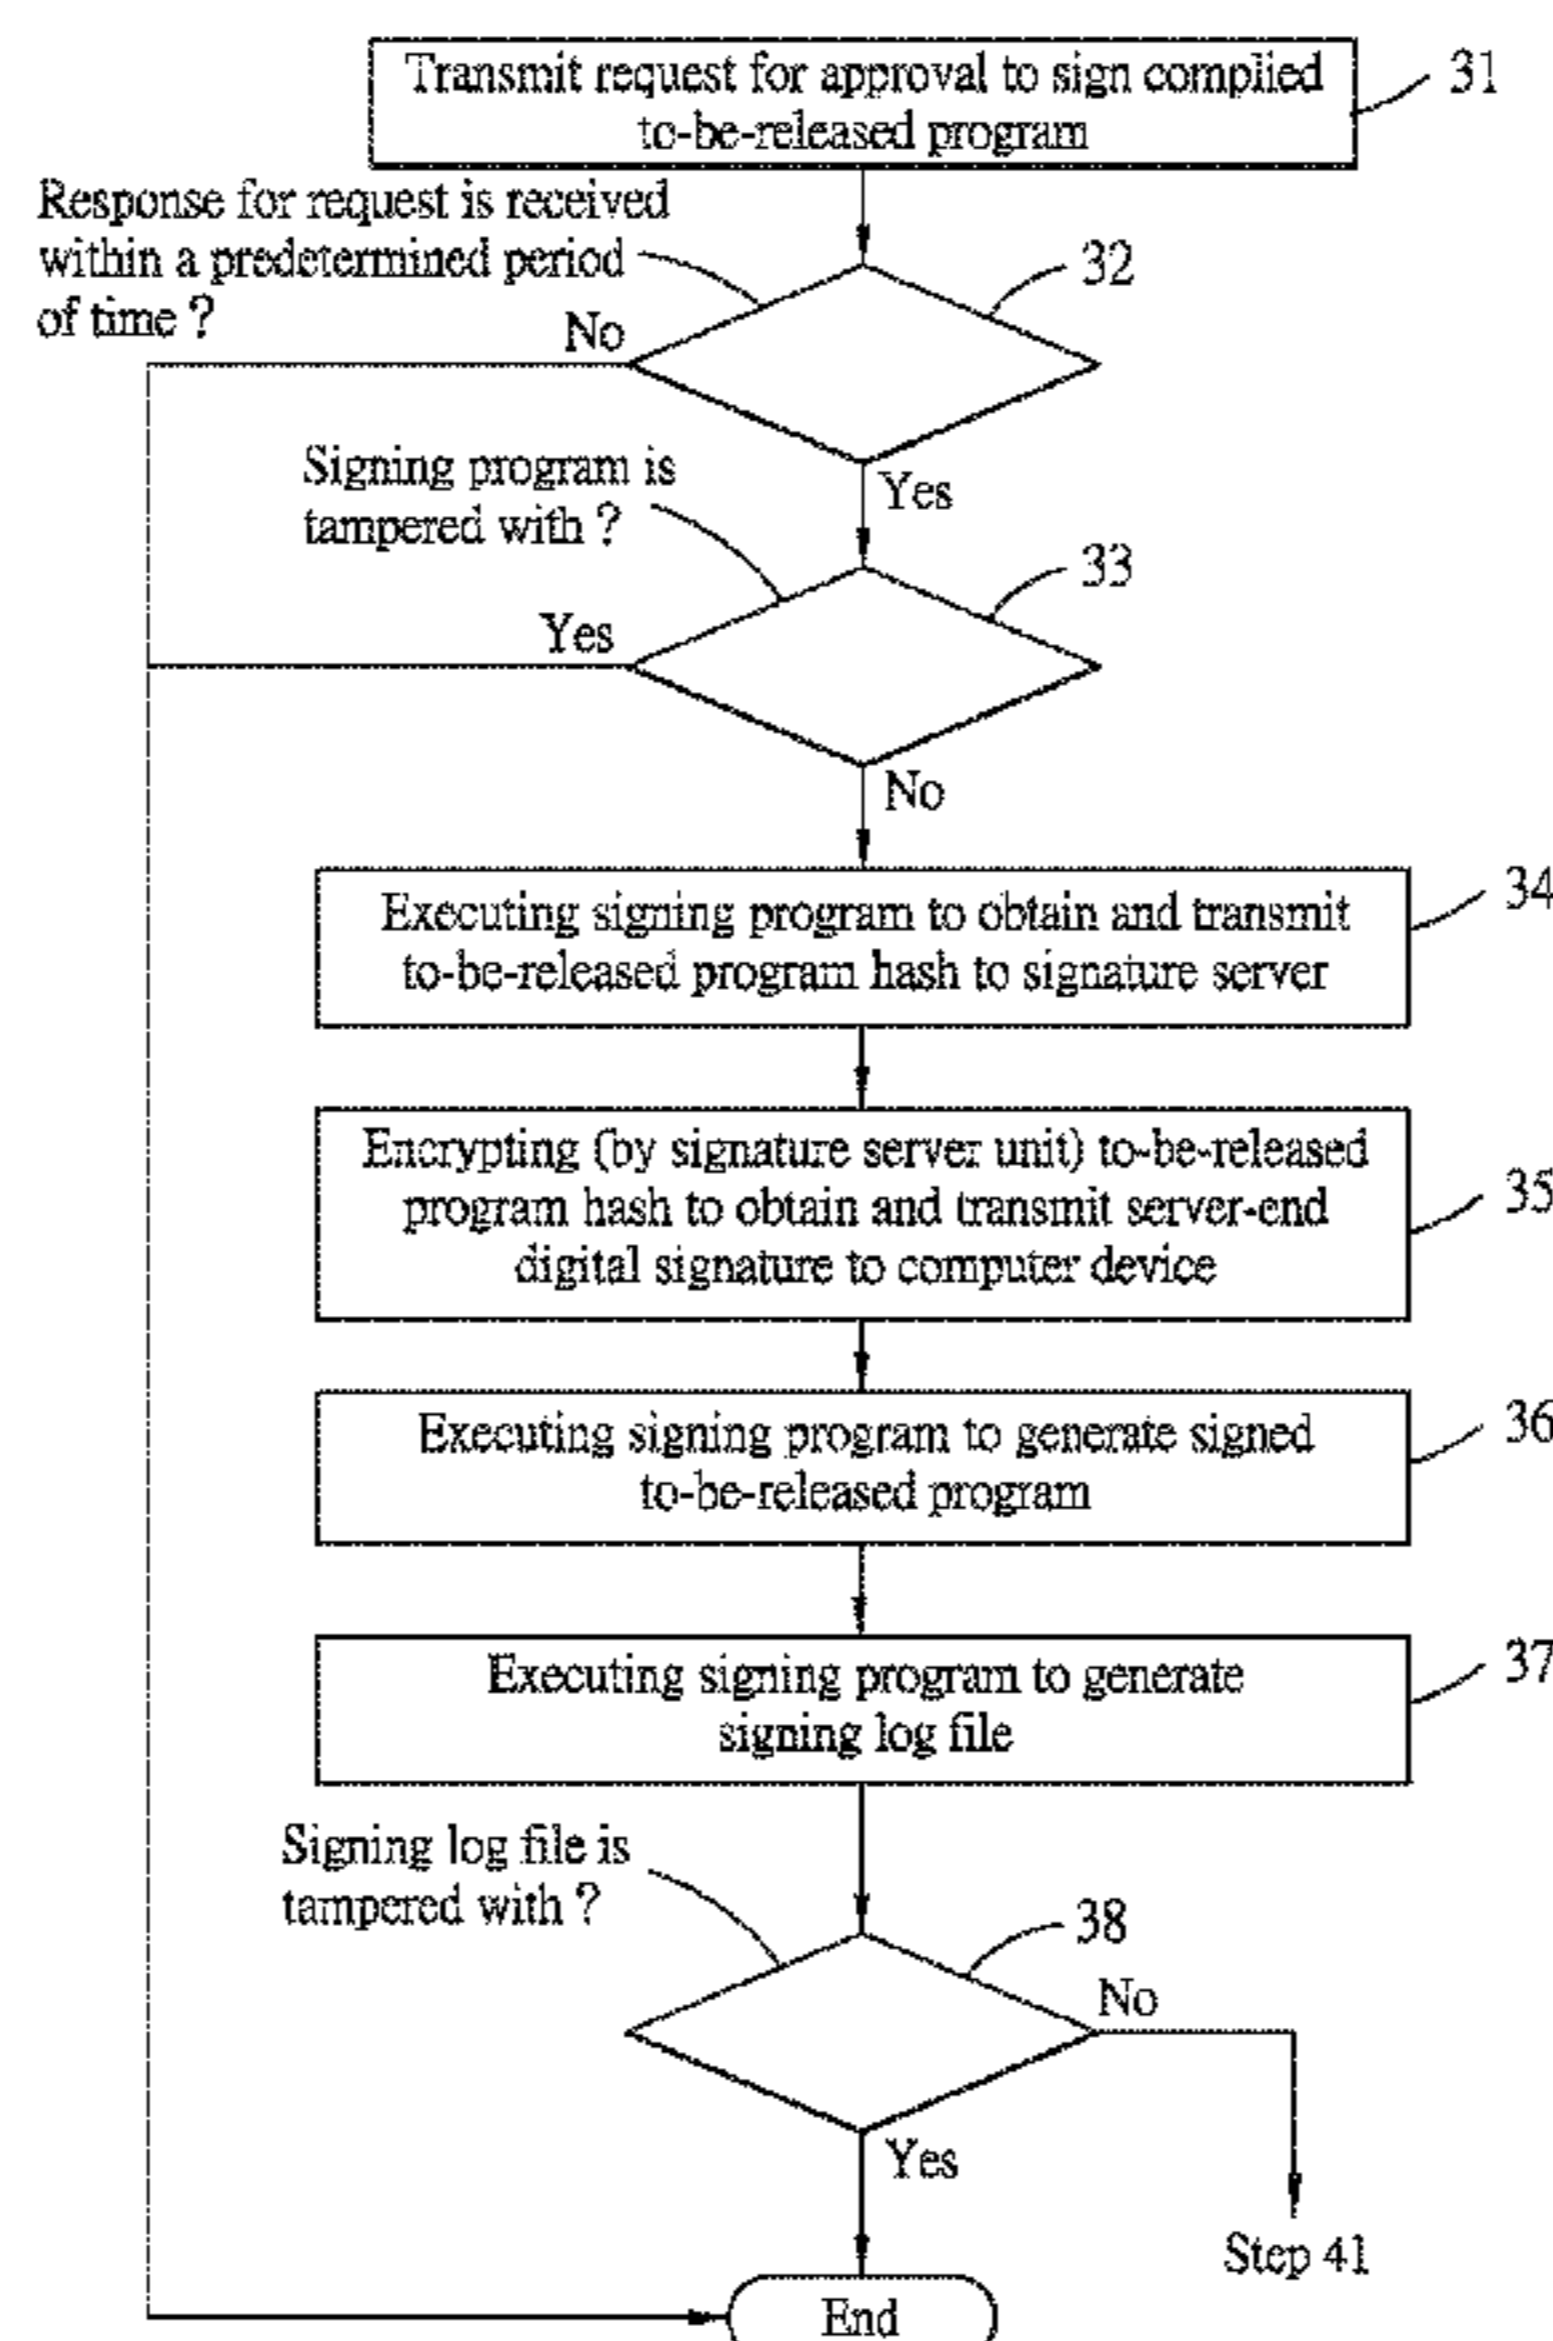 Transmit request for approval to sign complied
to-be-released program
31
Response for request is received
within a predetermined period
of time ?
32
No
Yes
Signing program is
tampered with ?
33
Yes
No
Executing signing program to obtain and transmit
to-be-released program hash to signature server
34
Encrypting (by signature server unit) to-be-released
program hash to obtain and transmit server-end
digital signature to computer device
35
Executing signing program to generate signed
to-be-released program
36
Executing signing program to generate
signing log file
37
Signing log file is
tampered with ?
38
No
Yes
Step 41
End